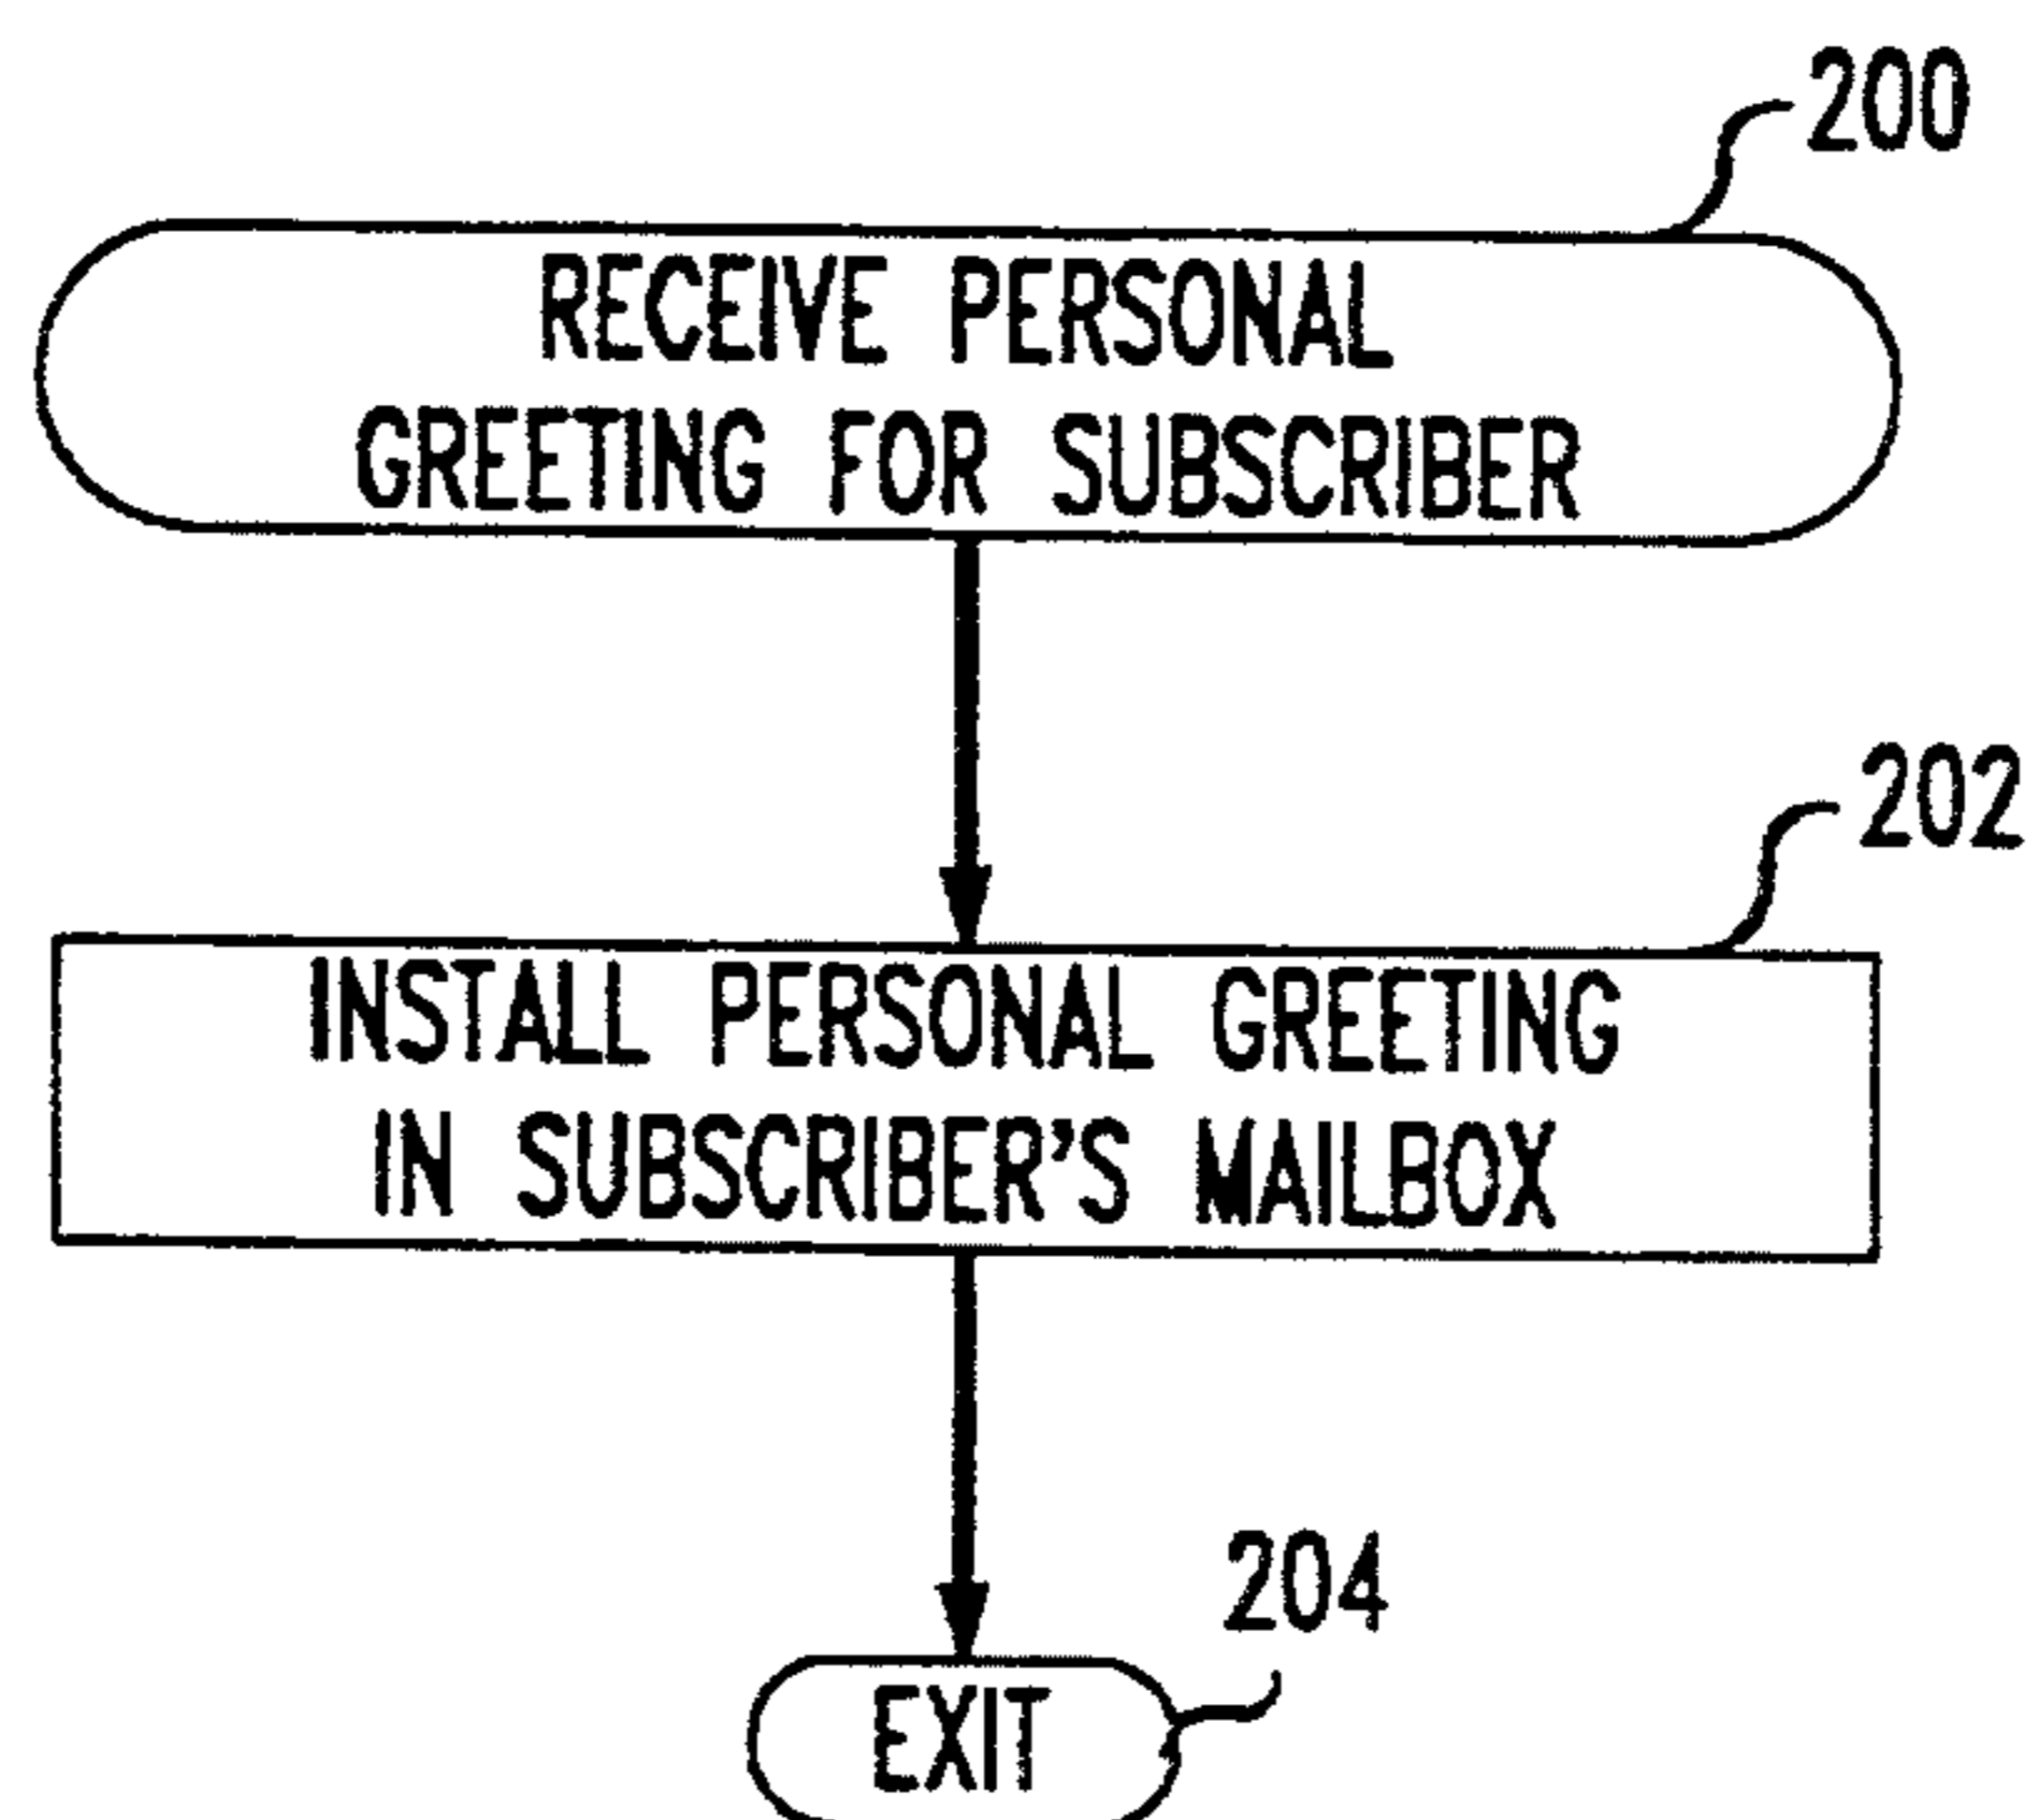 200
RECEIVE PERSONAL
GREETING FOR SUBSCRIBER
202
INSTALL PERSONAL GREETING
IN SUBSCRIBER'S MAILBOX
204
EXIT